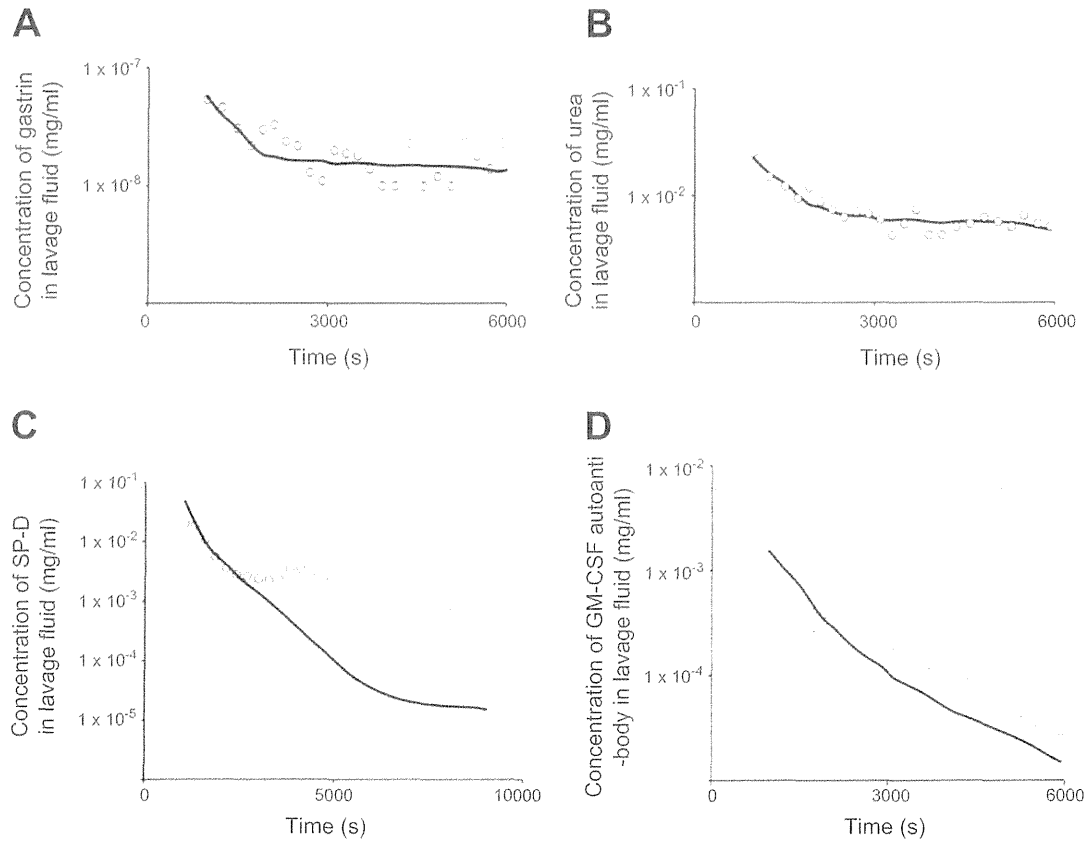 A
Concentration of gastrin
in lavage fluid (mg/ml)
1 x 10-7
1 x 10-8
0
3000
6000
Time (s)
B
Concentration of urea
in lavage fluid (mg/ml)
1 x 10-1
1 x 10-2
0
3000
6000
Time (s)
C
Concentration of SP-D
in lavage fluid (mg/ml)
1 x 10-1
1 x 10-2
1 x 10-3
1 x 10-4
1 x 10-5
0
5000
10000
Time (s)
D
Concentration of GM-CSF autoanti
-body in lavage fluid (mg/ml)
1 x 10-2
1 x 10-3
1 x 10-4
0
3000
6000
Time (s)